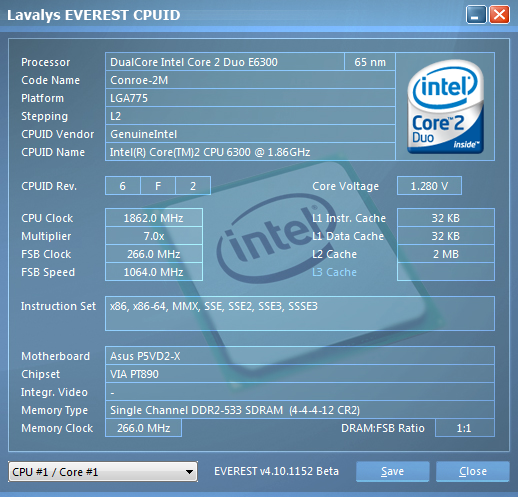 Lavalys EVEREST CPUID
Processor DualCore Intel Core 2 Duo E6300 65 nm
Code Name Conroe-2M
Platform LGA775
Stepping L2
CPUID Vendor GenuineIntel
CPUID Name Intel(R) Core(TM)2 CPU 6300 @ 1.86GHz
intel
Core™2
Duo inside™
CPUID Rev. 6 F 2 Core Voltage 1.280 V
CPU Clock 1862.0 MHz L1 Instr. Cache 32 KB
Multiplier 7.0x L1 Data Cache 32 KB
FSB Clock 266.0 MHz L2 Cache 2 MB
FSB Speed 1064.0 MHz L3 Cache
intel
Instruction Set x86, x86-64, MMX, SSE, SSE2, SSE3, SSSE3
Motherboard Asus P5VD2-X
Chipset VIA PT890
Integr. Video -
Memory Type Single Channel DDR2-533 SDRAM (4-4-4-12 CR2)
Memory Clock 266.0 MHz DRAM:FSB Ratio 1:1
CPU #1 / Core #1 EVEREST v4.10.1152 Beta Save Close